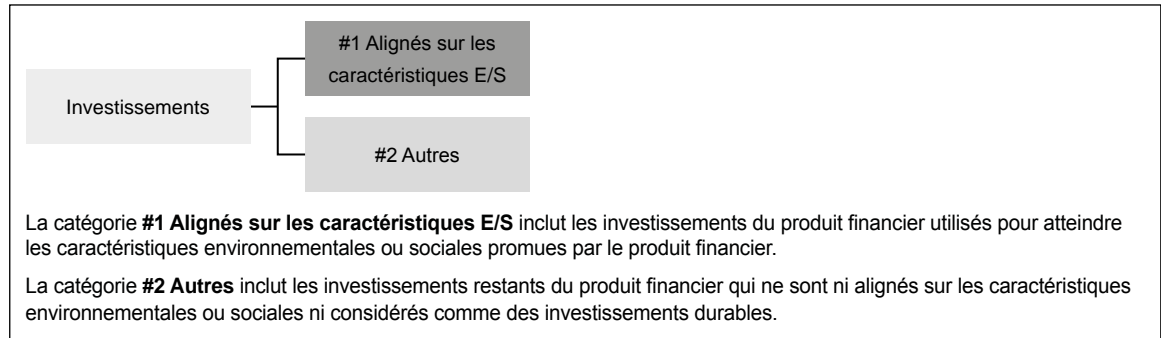 #1 Alignés sur les
caractéristiques E/S
Investissements
#2 Autres
La catégorie #1 Alignés sur les caractéristiques E/S inclut les investissements du produit financier utilisés pour atteindre
les caractéristiques environnementales ou sociales promues par le produit financier.
La catégorie #2 Autres inclut les investissements restants du produit financier qui ne sont ni alignés sur les caractéristiques
environnementales ou sociales ni considérés comme des investissements durables.